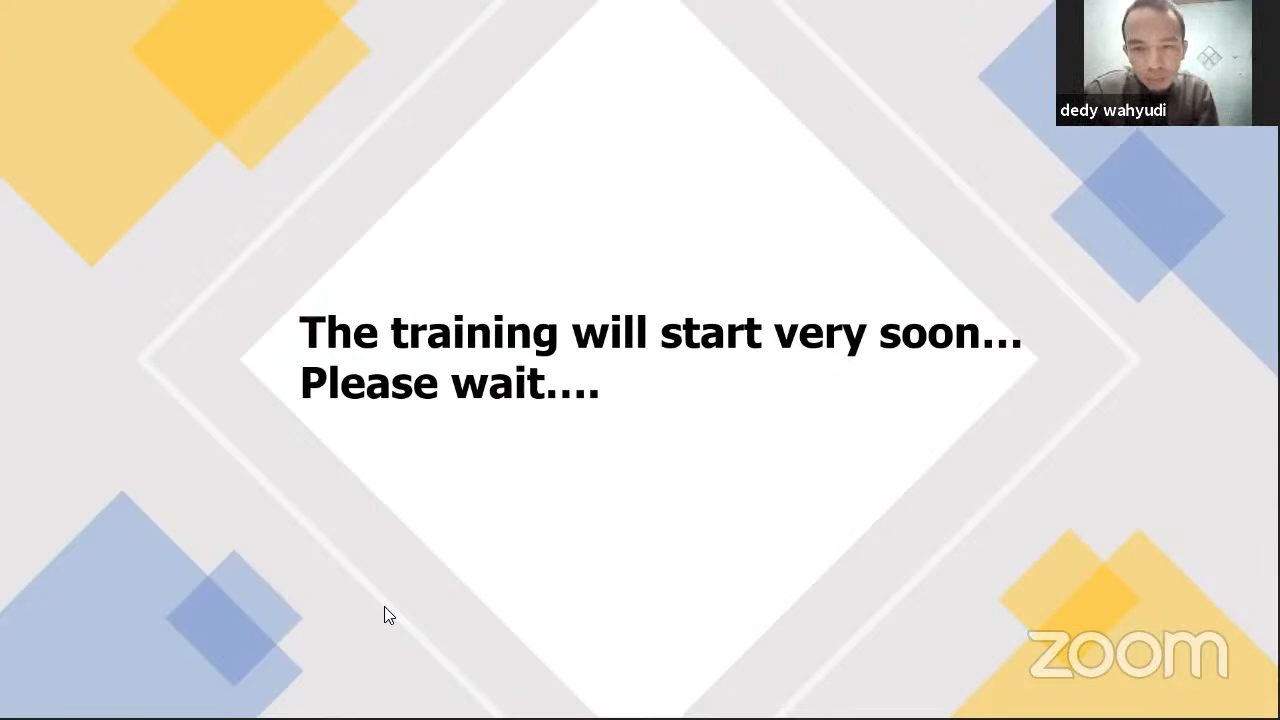 dedy wahyudi
The training will start very soon...
Please wait....
zoom